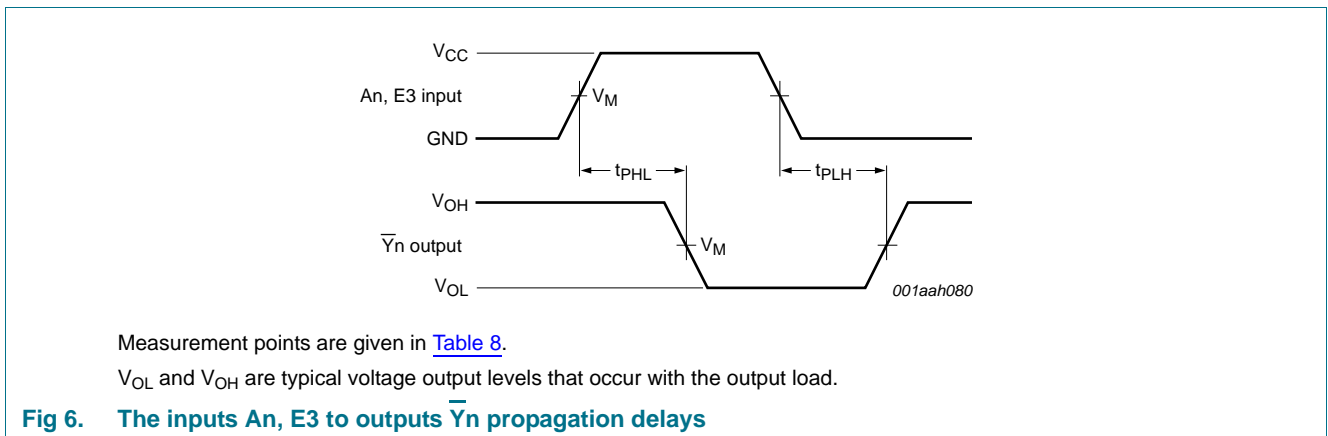 VCC
An, E3 input
VM
GND
tPHL
tPLH
VOH
Y̅n output
VM
VOL
001aah080
Measurement points are given in Table 8.
VOL and VOH are typical voltage output levels that occur with the output load.
Fig 6. The inputs An, E3 to outputs Y̅n propagation delays